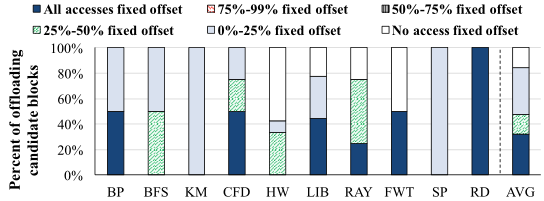 All accesses fixed offset 75%-99% fixed offset 50%-75% fixed offset
25%-50% fixed offset 0%-25% fixed offset No access fixed offset
Percent of offloading
candidate blocks
100%
80%
60%
40%
20%
0%
BP BFS KM CFD HW LIB RAY FWT SP RD AVG